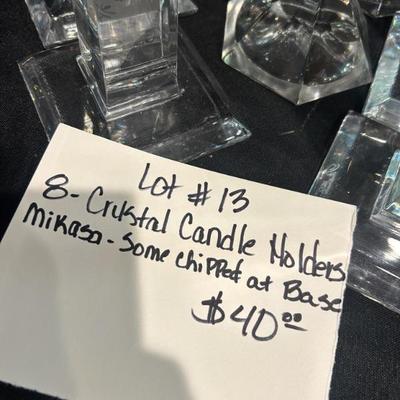 Lot # 13
8 - Crystal Candle Holders
Mikasa - Some chipped at Base
$40.00